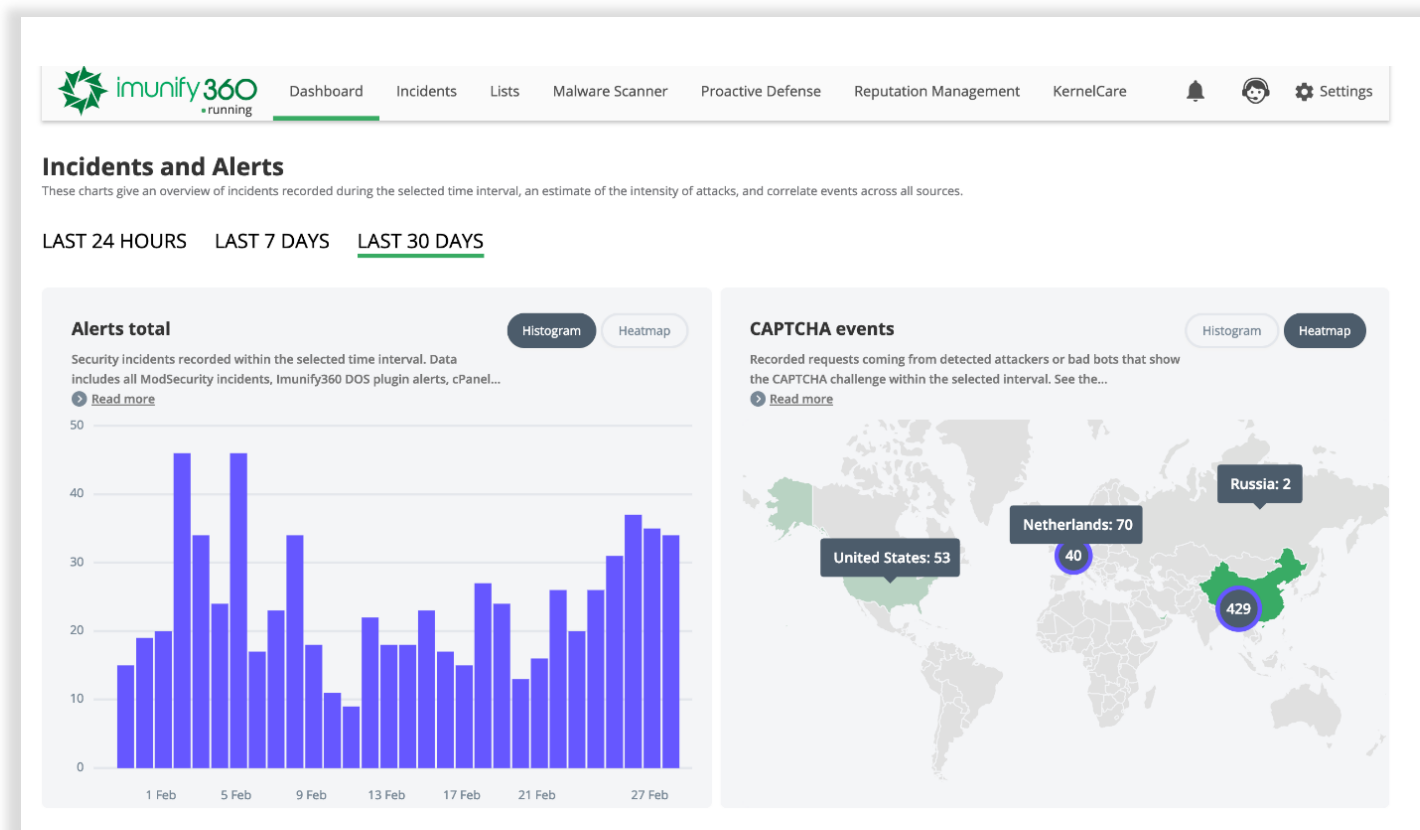 imunify360
•running
Dashboard
Incidents
Lists
Malware Scanner
Proactive Defense
Reputation Management
KernelCare
Settings
Incidents and Alerts
These charts give an overview of incidents recorded during the selected time interval, an estimate of the intensity of attacks, and correlate events across all sources.
LAST 24 HOURS
LAST 7 DAYS
LAST 30 DAYS
Alerts total
Histogram
Heatmap
Security incidents recorded within the selected time interval. Data
includes all ModSecurity incidents, Imunify360 DOS plugin alerts, cPanel...
Read more
50
40
30
20
10
0
1 Feb
5 Feb
9 Feb
13 Feb
17 Feb
21 Feb
27 Feb
CAPTCHA events
Histogram
Heatmap
Recorded requests coming from detected attackers or bad bots that show
the CAPTCHA challenge within the selected interval. See the...
Read more
Russia: 2
Netherlands: 70
40
United States: 53
429